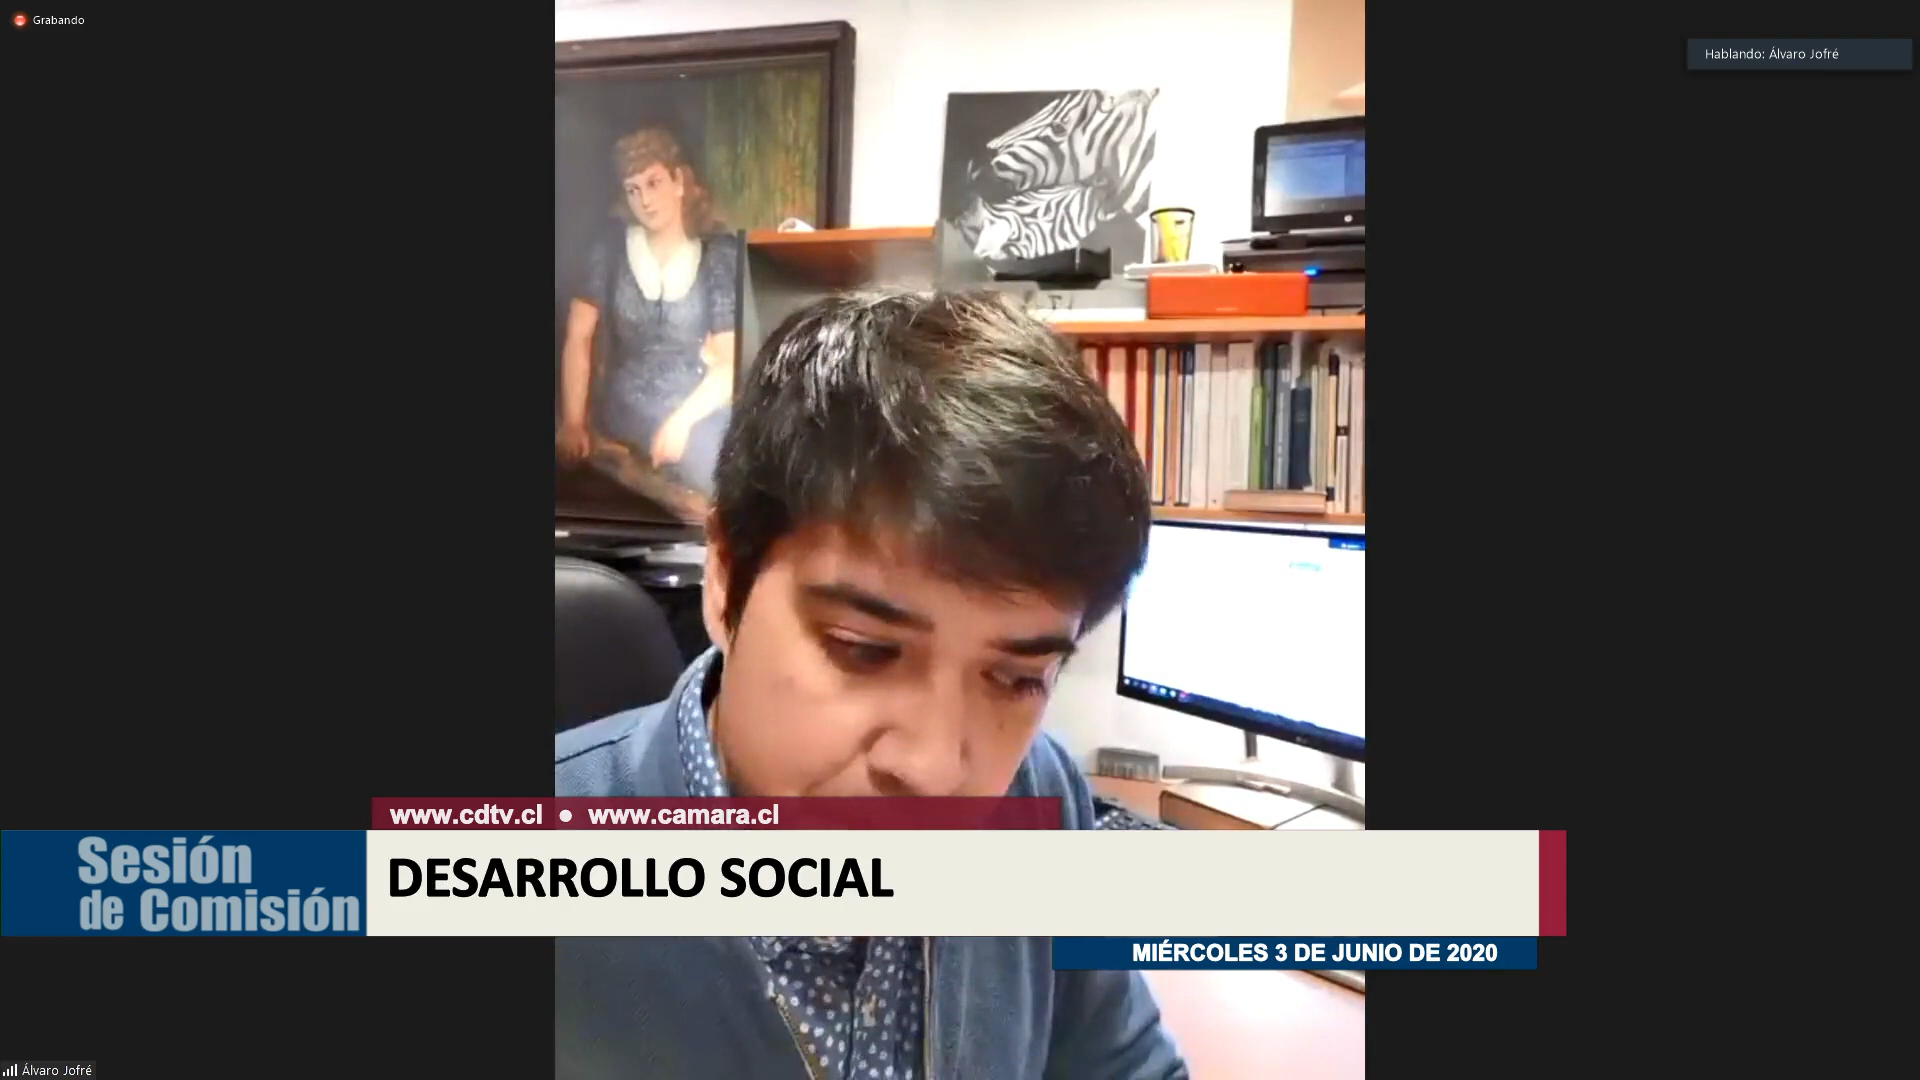 Grabando
Hablando: Álvaro Jofré
www.cdtv.cl • www.camara.cl
Sesión
de Comisión
DESARROLLO SOCIAL
MIÉRCOLES 3 DE JUNIO DE 2020
Álvaro Jofré